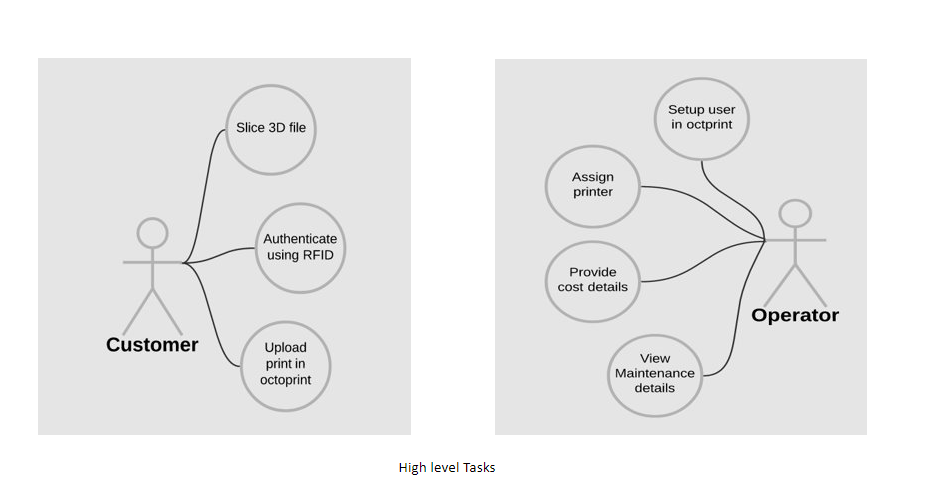 Slice 3D file
Authenticate
using RFID
Upload
print in
octoprint
Customer
Setup user
in octprint
Assign
printer
Provide
cost details
View
Maintenance
details
Operator
High level Tasks